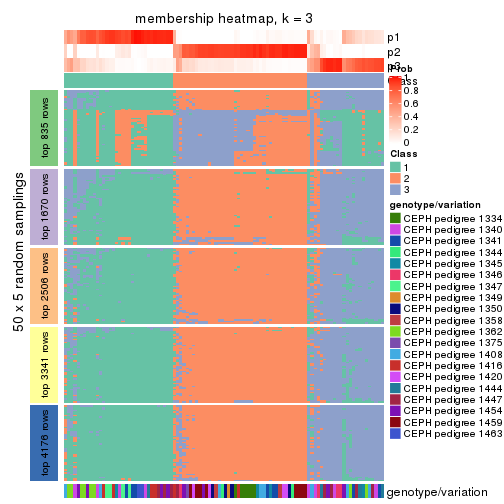 membership heatmap, k = 3
p1
p2
p3
Prob
1
0.8
0.6
0.4
0.2
0
Class
Class
1
2
3
genotype/variation
CEPH pedigree 1334
CEPH pedigree 1340
CEPH pedigree 1341
CEPH pedigree 1344
CEPH pedigree 1345
CEPH pedigree 1346
CEPH pedigree 1347
CEPH pedigree 1349
CEPH pedigree 1350
CEPH pedigree 1358
CEPH pedigree 1362
CEPH pedigree 1375
CEPH pedigree 1408
CEPH pedigree 1416
CEPH pedigree 1420
CEPH pedigree 1444
CEPH pedigree 1447
CEPH pedigree 1454
CEPH pedigree 1459
CEPH pedigree 1463
50 x 5 random samplings
top 835 rows
top 1670 rows
top 2506 rows
top 3341 rows
top 4176 rows
genotype/variation